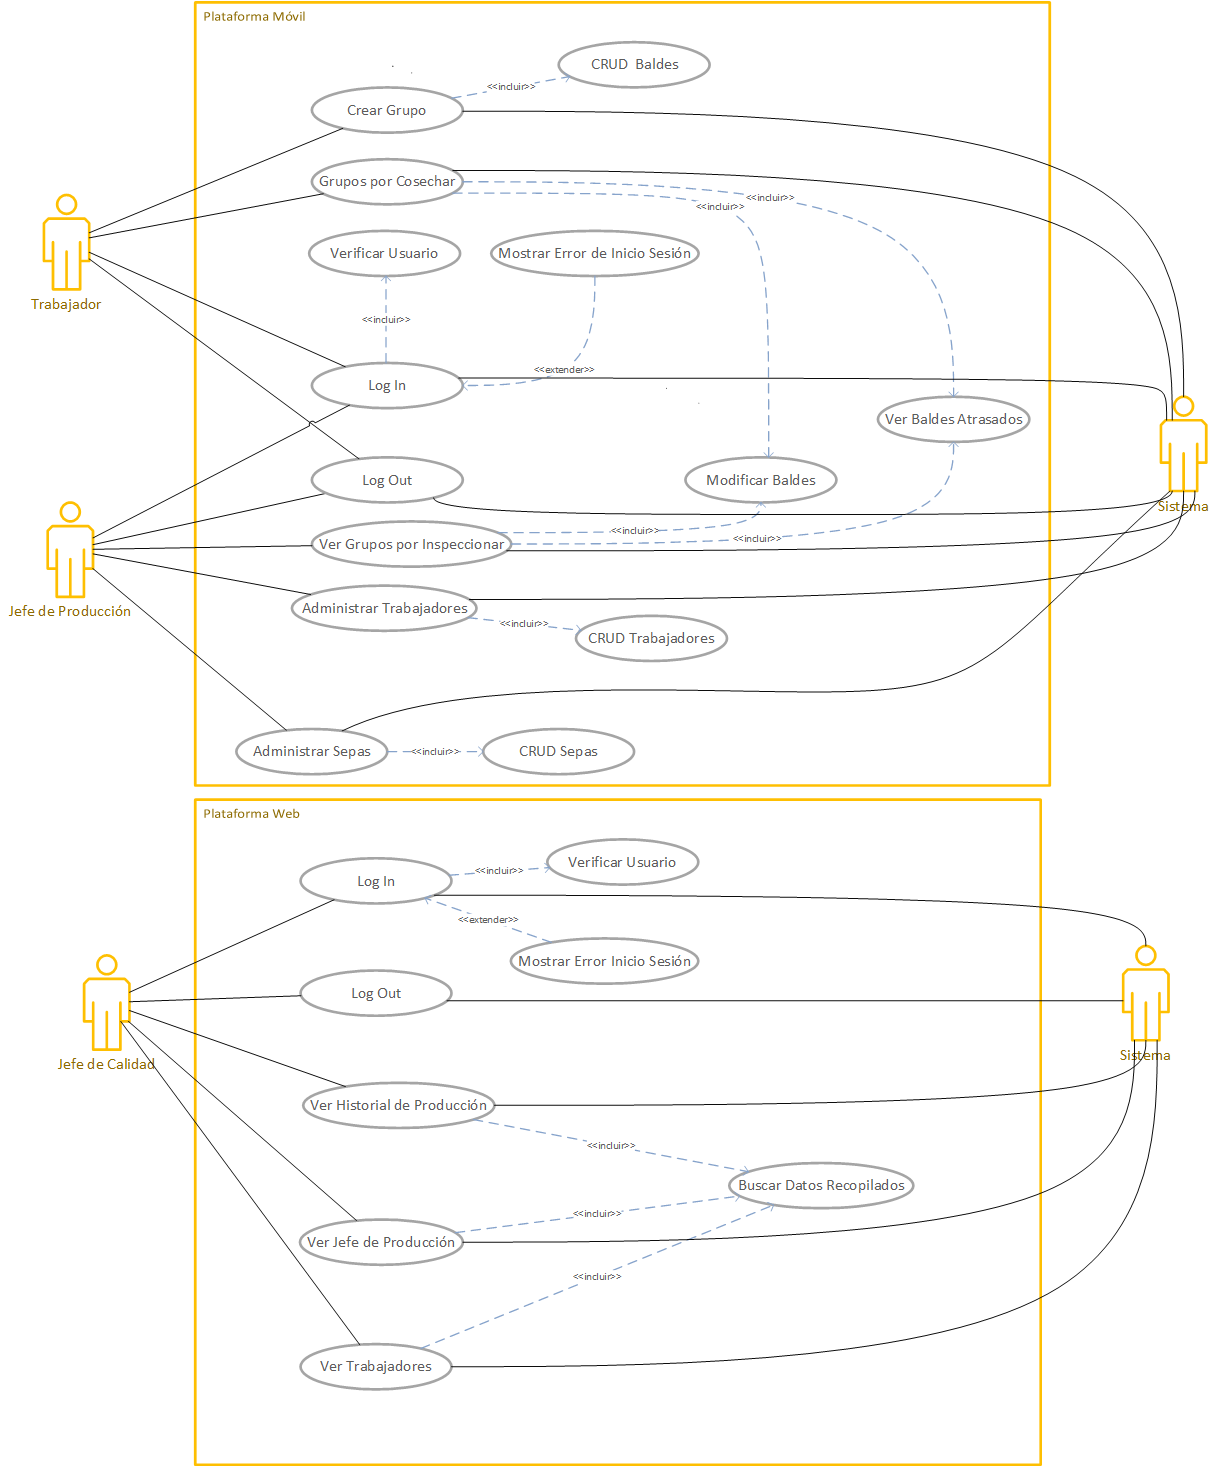 Plataforma Móvil
CRUD Baldes
<<incluir>>
Crear Grupo
Grupos por Cosechar
<<incluir>>
<<incluir>>
Verificar Usuario
Mostrar Error de Inicio Sesión
Trabajador
<<incluir>>
<<extender>>
Log In
Ver Baldes Atrasados
Log Out
Modificar Baldes
Sistema
<<incluir>>
<<incluir>>
Ver Grupos por Inspeccionar
Jefe de Producción
Administrar Trabajadores
<<incluir>>
CRUD Trabajadores
Administrar Sepas
<<incluir>>
CRUD Sepas
Plataforma Web
Verificar Usuario
<<incluir>>
Log In
<<extender>>
Mostrar Error Inicio Sesión
Log Out
Jefe de Calidad
Sistema
Ver Historial de Producción
<<incluir>>
Buscar Datos Recopilados
<<incluir>>
Ver Jefe de Producción
<<incluir>>
Ver Trabajadores